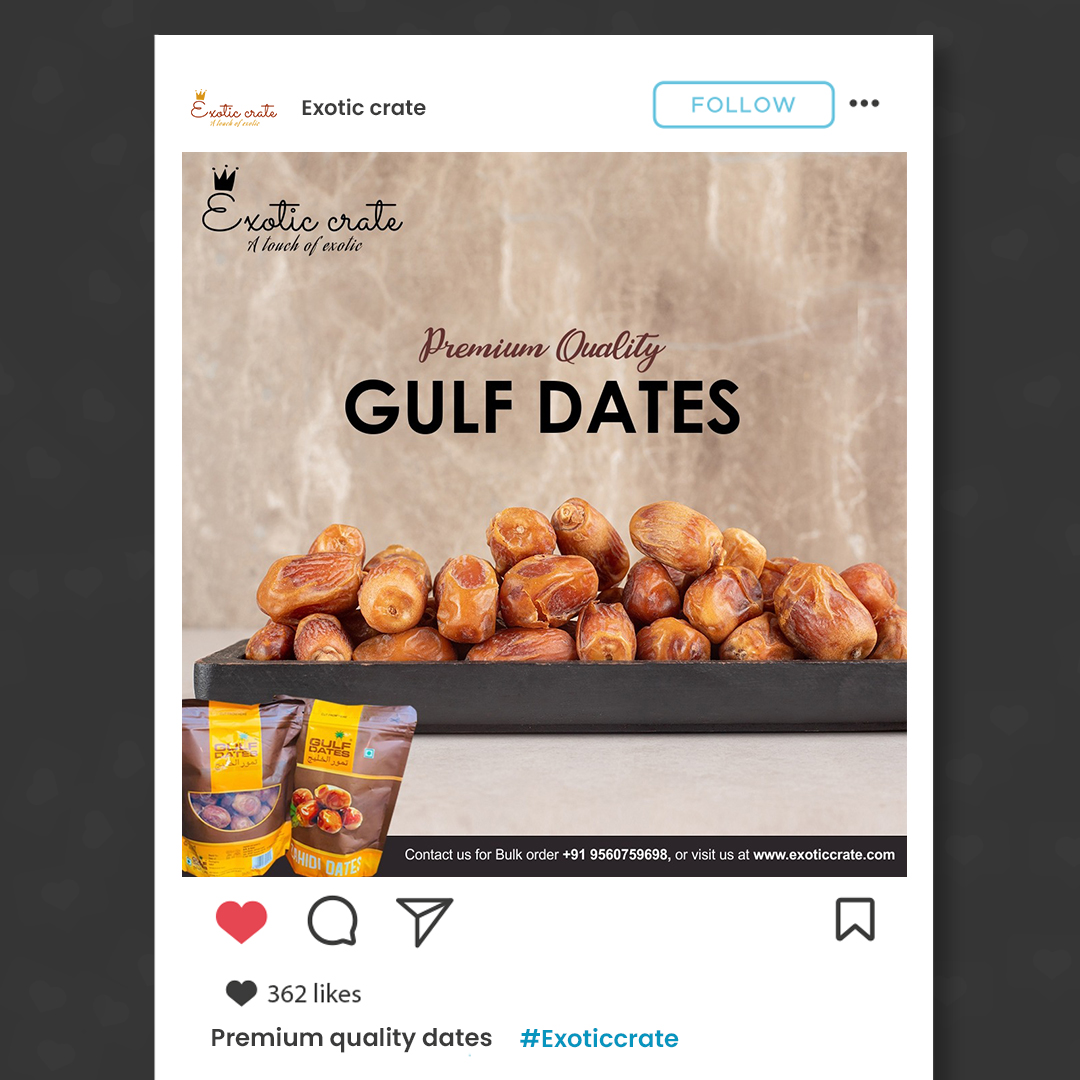 Exotic crate
A touch of exotic
Exotic crate
FOLLOW
Exotic crate
A touch of exotic
Premium Quality
GULF DATES
GULF
DATES
تمور الخليج
GULF
DATES
تمور الخليج
AHIDI DATES
Contact us for Bulk order +91 9560759698, or visit us at www.exoticcrate.com
362 likes
Premium quality dates #Exoticcrate